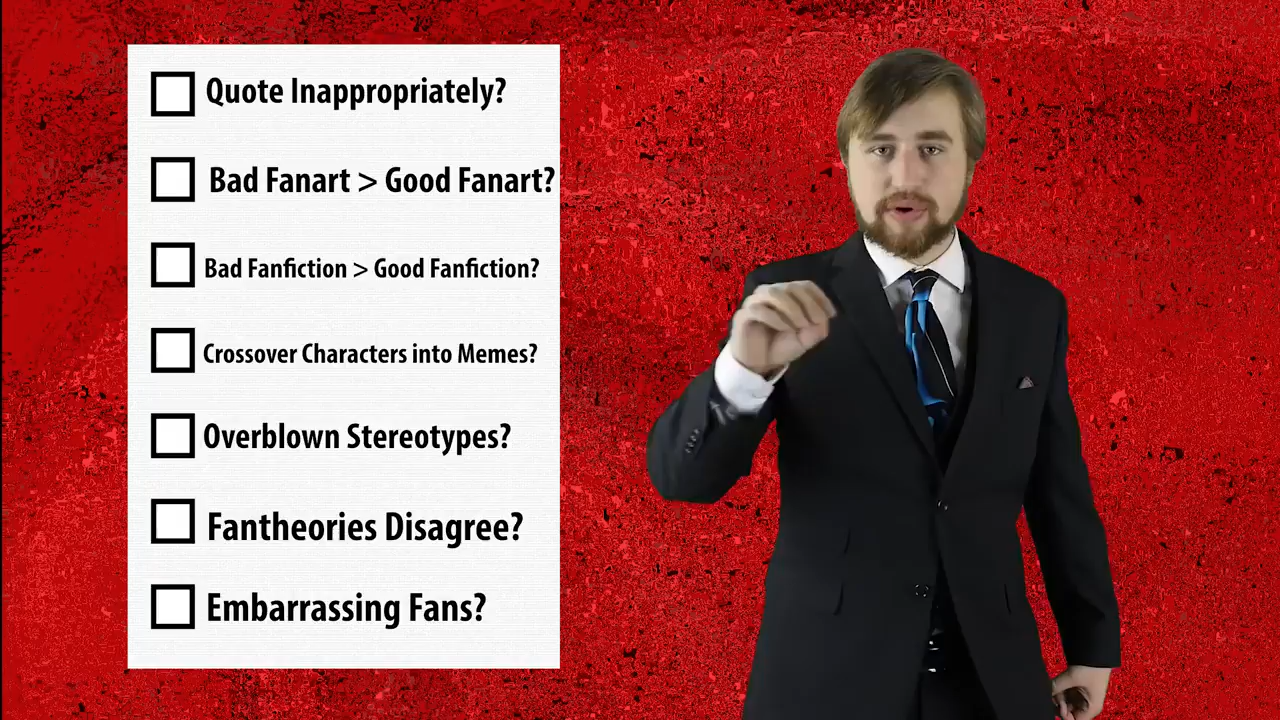 Quote Inappropriately?
Bad Fanart > Good Fanart?
Bad Fanfiction > Good Fanfiction?
Crossover Characters into Memes?
Overblown Stereotypes?
Fantheories Disagree?
Embarrassing Fans?